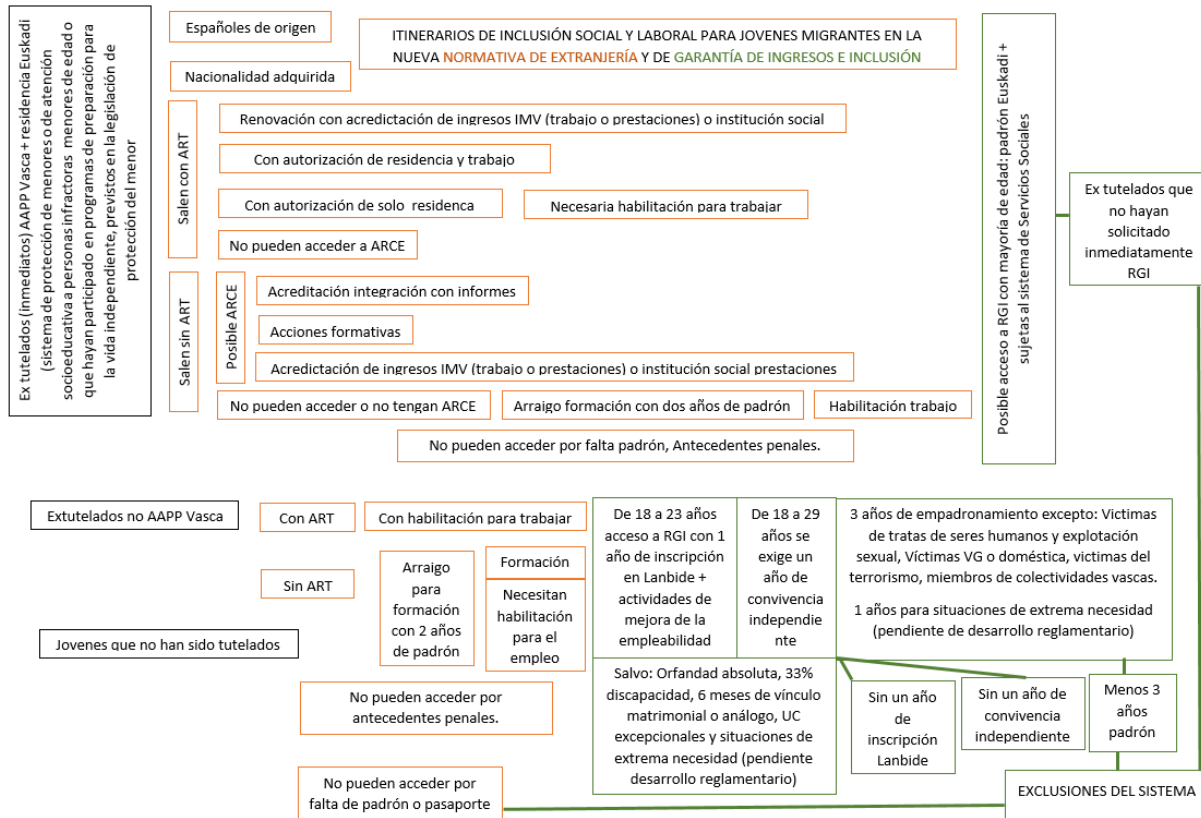 Españoles de origen
ITINERARIOS DE INCLUSIÓN SOCIAL Y LABORAL PARA JOVENES MIGRANTES EN LA
NUEVA NORMATIVA DE EXTRANJERÍA Y DE GARANTÍA DE INGRESOS E INCLUSIÓN
Nacionalidad adquirida
Ex tutelados (inmediatos) AAPP Vasca + residencia Euskadi
(sistema de protección de menores o de atención
socioeducativa a personas infractoras menores de edad o
que hayan participado en programas de preparación para
la vida independiente, previstos en la legislación de
protección del menor
Salen con ART
Renovación con acredictación de ingresos IMV (trabajo o prestaciones) o institución social
Con autorización de residencia y trabajo
Con autorización de solo residenca
Necesaria habilitación para trabajar
No pueden acceder a ARCE
Salen sin ART
Posible ARCE
Acreditación integración con informes
Acciones formativas
Acredictación de ingresos IMV (trabajo o prestaciones) o institución social prestaciones
No pueden acceder o no tengan ARCE
Arraigo formación con dos años de padrón
Habilitación trabajo
No pueden acceder por falta padrón, Antecedentes penales.
Posible acceso a RGI con mayoría de edad: padrón Euskadi +
sujetas al sistema de Servicios Sociales
Ex tutelados que
no hayan
solicitado
inmediatamente
RGI
Extutelados no AAPP Vasca
Con ART
Con habilitación para trabajar
Sin ART
Arraigo
para
formación
con 2 años
de padrón
Formación
Necesitan
habilitación
para el
empleo
Jovenes que no han sido tutelados
No pueden acceder por
antecedentes penales.
No pueden acceder por
falta de padrón o pasaporte
De 18 a 23 años
acceso a RGI con 1
año de inscripción
en Lanbide +
actividades de
mejora de la
empleabilidad
De 18 a 29
años se
exige un
año de
convivencia
independie
nte
3 años de empadronamiento excepto: Victimas
de tratas de seres humanos y explotación
sexual, Víctimas VG o doméstica, victimas del
terrorismo, miembros de colectividades vascas.
1 años para situaciones de extrema necesidad
(pendiente de desarrollo reglamentario)
Salvo: Orfandad absoluta, 33%
discapacidad, 6 meses de vínculo
matrimonial o análogo, UC
excepcionales y situaciones de
extrema necesidad (pendiente
desarrollo reglamentario)
Sin un año
de
inscripción
Lanbide
Sin un año de
convivencia
independiente
Menos 3
años
padrón
EXCLUSIONES DEL SISTEMA